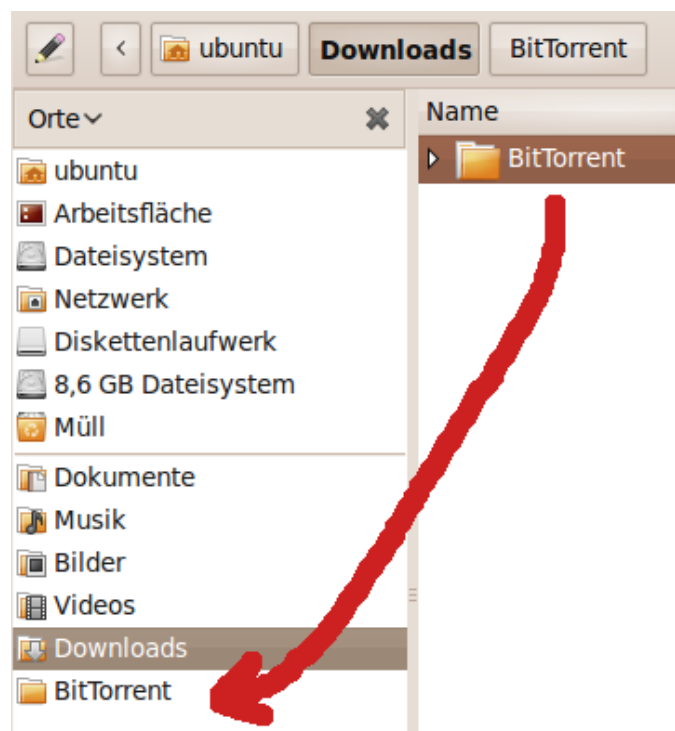 ubuntu Downloads BitTorrent
Orte
Name
ubuntu
Arbeitsfläche
Dateisystem
Netzwerk
Diskettenlaufwerk
8,6 GB Dateisystem
Müll
Dokumente
Musik
Bilder
Videos
Downloads
BitTorrent
BitTorrent